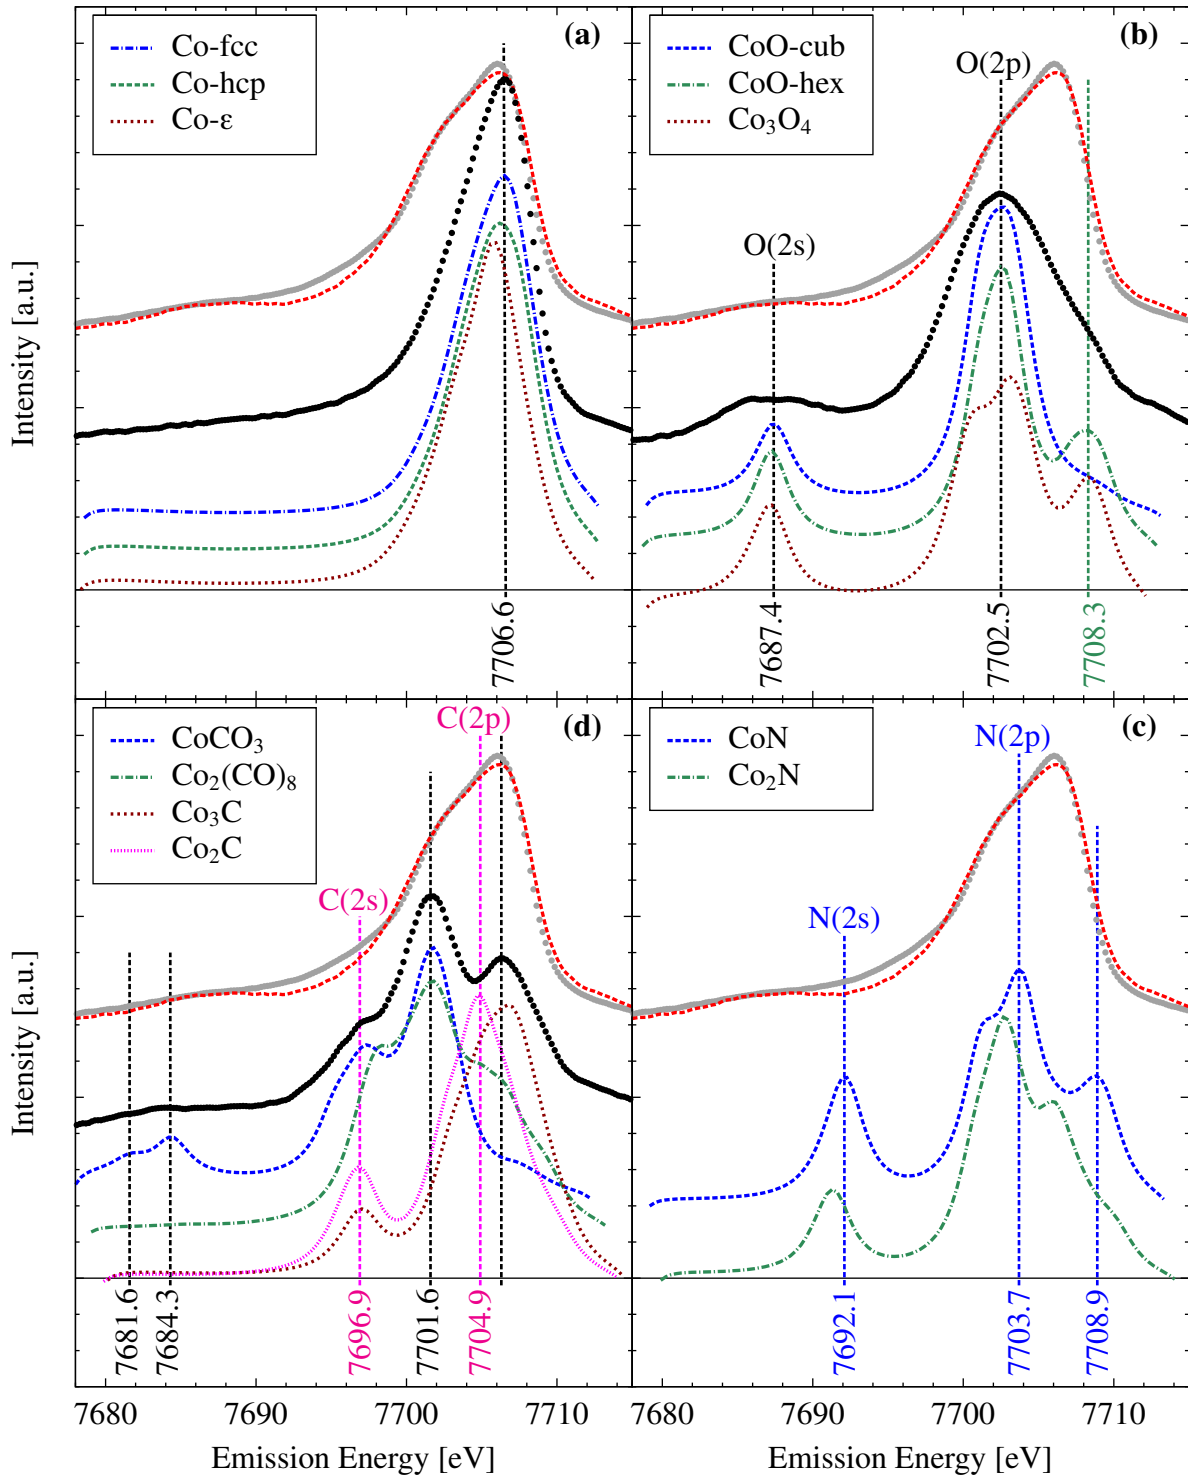 (a)
Co-fcc
Co-hcp
Co-ε
7706.6
Intensity [a.u.]
(b)
CoO-cub
CoO-hex
Co₃O₄
O(2s)
O(2p)
7687.4
7702.5
7708.3
(d)
CoCO₃
Co₂(CO)₈
Co₃C
Co₂C
C(2s)
C(2p)
7681.6
7684.3
7696.9
7701.6
7704.9
Intensity [a.u.]
7680
7690
7700
7710
Emission Energy [eV]
(c)
CoN
Co₂N
N(2s)
N(2p)
7692.1
7703.7
7708.9
7680
7690
7700
7710
Emission Energy [eV]